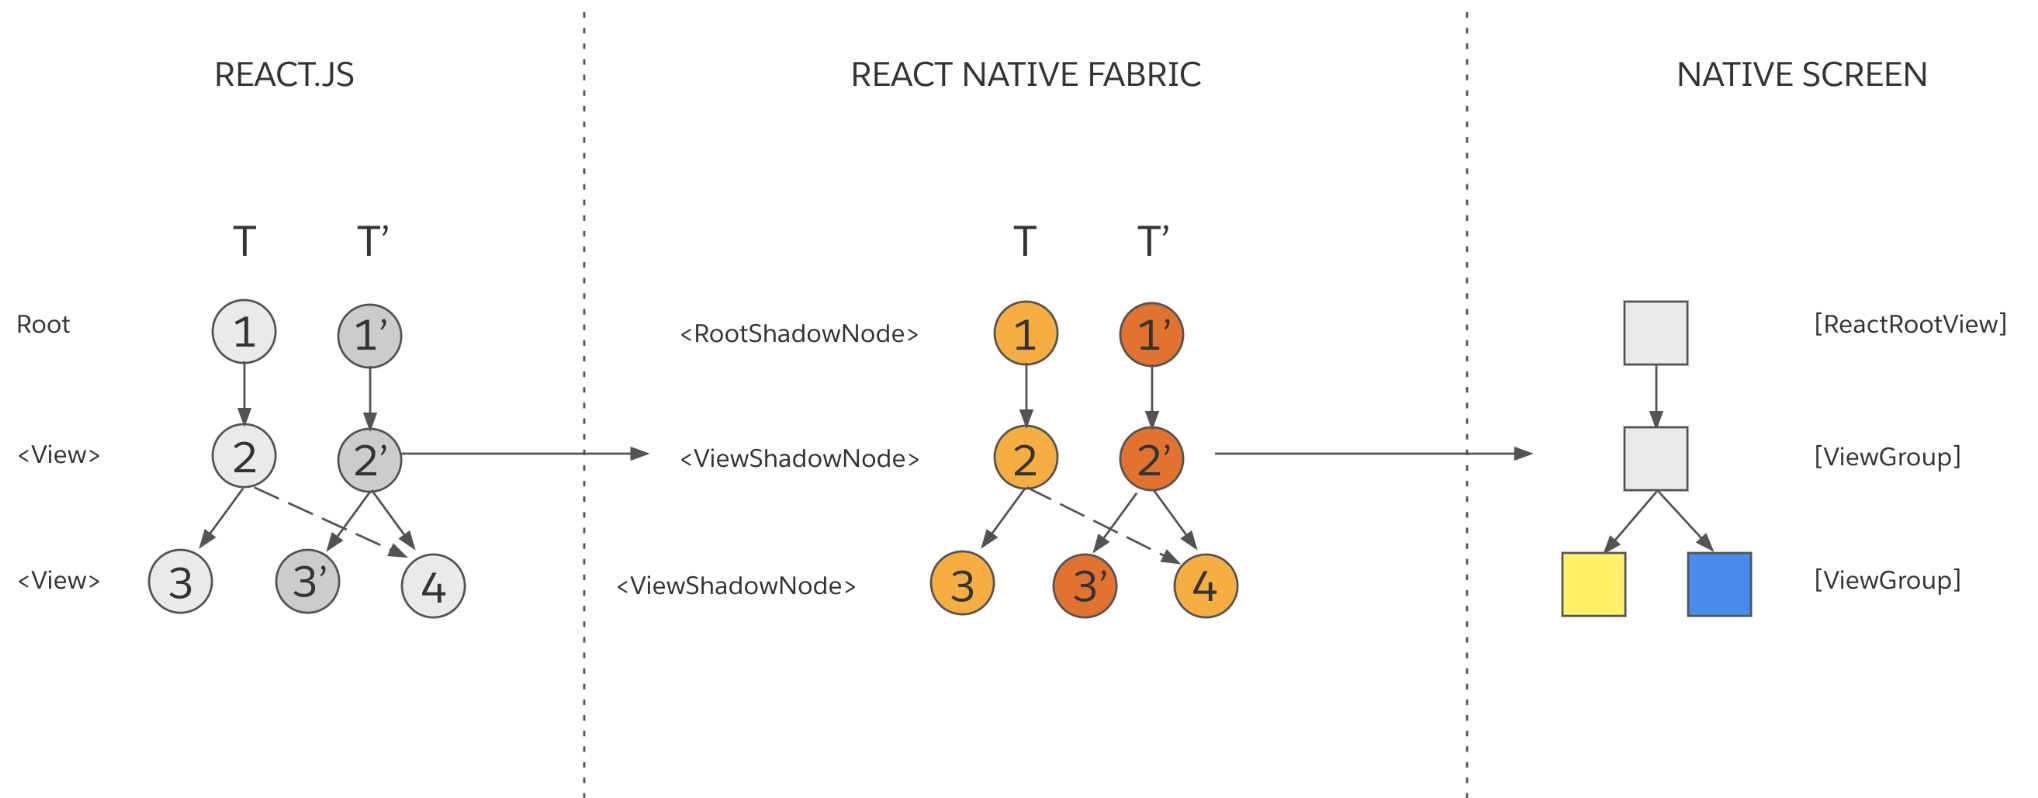 REACT.JS
REACT NATIVE FABRIC
NATIVE SCREEN
T T’
T T’
Root
1 1’
<RootShadowNode>
1 1’
[ReactRootView]
<View>
2 2’
<ViewShadowNode>
2 2’
[ViewGroup]
<View>
3 3’ 4
<ViewShadowNode>
3 3’ 4
[ViewGroup]